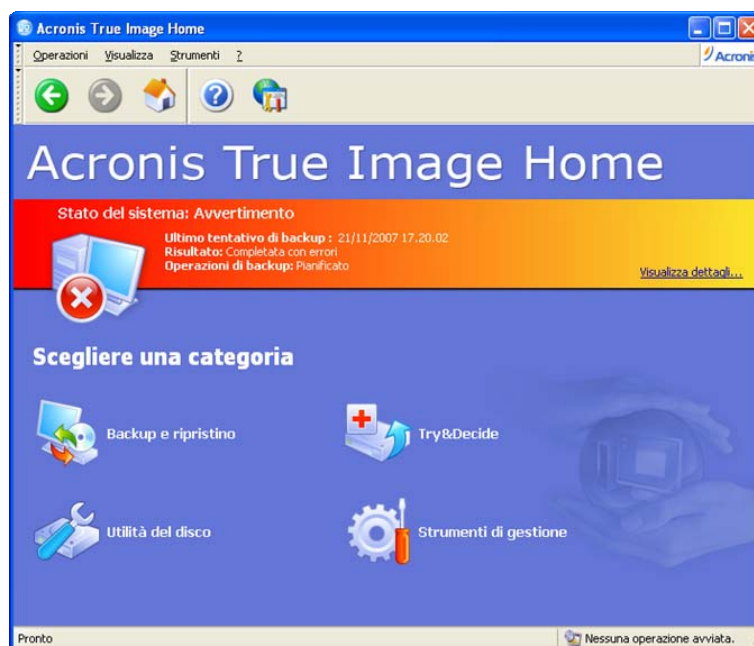 Acronis True Image Home
Operazioni Visualizza Strumenti ?
Acronis
Acronis True Image Home
Stato del sistema: Avvertimento
Ultimo tentativo di backup : 21/11/2007 17.20.02
Risultato: Completata con errori
Operazioni di backup: Pianificato
Visualizza dettagli...
Scegliere una categoria
Backup e ripristino
Try&Decide
Utilità del disco
Strumenti di gestione
Pronto
Nessuna operazione avviata.